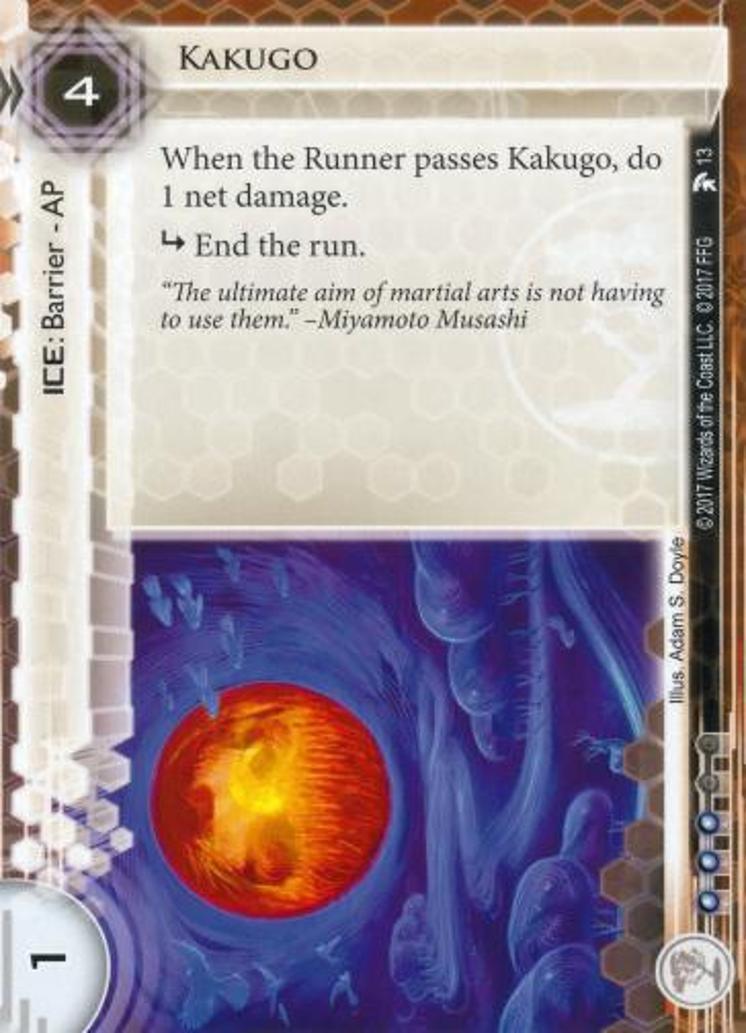 KAKUGO
4
When the Runner passes Kakugo, do
1 net damage.
↳ End the run.
“The ultimate aim of martial arts is not having
to use them.” –Miyamoto Musashi
ICE: Barrier - AP
1
13
© 2017 Wizards of the Coast LLC. © 2017 FFG
Illus. Adam S. Doyle